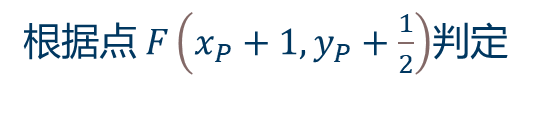 根据点 F(x_P + 1, y_P + 1/2)判定